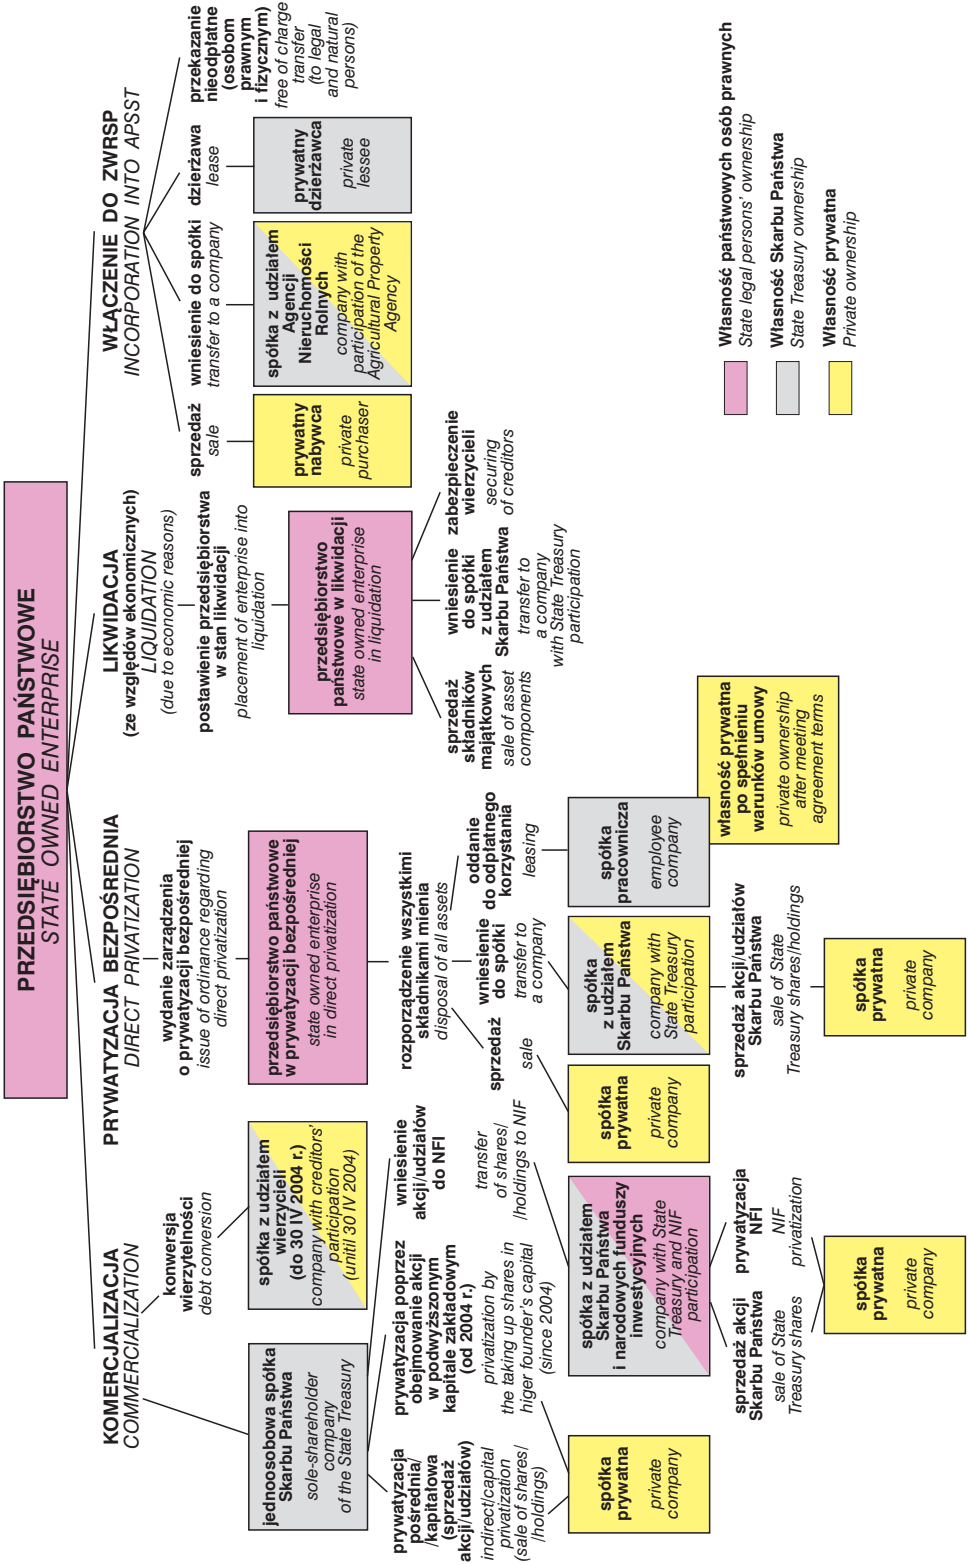 PRZEDSIĘBIORSTWO PAŃSTWOWE
STATE OWNED ENTERPRISE
KOMERCJALIZACJA
COMMERCIALIZATION
jednoosobowa spółka
Skarbu Państwa
sole-shareholder
company
of the State Treasury
konwersja
wierzytelności
debt conversion
spółka z udziałem
wierzycieli
(do 30 IV 2004 r.)
company with creditors'
participation
(unitil 30 IV 2004)
prywatyzacja
pośrednia/
/kapitałowa
(sprzedaż
akcji/udziałów)
indirect/capital
privatization
(sale of shares/
/holdings)
prywatyzacja poprzez
obejmowanie akcji
w podwyższonym
kapitale zakładowym
(od 2004 r.)
privatization by
the taking up shares in
higer founder's capital
(since 2004)
wniesienie
akcji/udziałów
do NFI
transfer
of shares/
/holdings to NIF
spółka
prywatna
private
company
spółka z udziałem
Skarbu Państwa
i narodowych funduszy
inwestycyjnych
company with State
Treasury and NIF
participation
sprzedaż akcji
Skarbu Państwa
sale of State
Treasury shares
prywatyzacja
NFI
NIF
privatization
spółka
prywatna
private
company
PRYWATYZACJA BEZPOŚREDNIA
DIRECT PRIVATIZATION
wydanie zarządzenia
o prywatyzacji bezpośredniej
issue of ordinance regarding
direct privatization
przedsiębiorstwo państwowe
w prywatyzacji bezpośredniej
state owned enterprise
in direct privatization
rozporządzenie wszystkimi
składnikami mienia
disposal of all assets
sprzedaż
sale
wniesienie
do spółki
transfer to
a company
oddanie
do odpłatnego
korzystania
leasing
spółka
prywatna
private
company
spółka
z udziałem
Skarbu Państwa
company with
State Treasury
participation
spółka
pracownicza
employee
company
własność prywatna
po spełnieniu
warunków umowy
private ownership
after meeting
agreement terms
sprzedaż akcji/udziałów
Skarbu Państwa
sale of State
Treasury shares/holdings
spółka
prywatna
private
company
LIKWIDACJA
(ze względów ekonomicznych)
LIQUIDATION
(due to economic reasons)
postawienie przedsiębiorstwa
w stan likwidacji
placement of enterprise into
liquidation
przedsiębiorstwo
państwowe w likwidacji
state owned enterprise
in liquidation
sprzedaż
składników
majątkowych
sale of asset
components
wniesienie
do spółki
z udziałem
Skarbu Państwa
transfer to
a company
with State Treasury
participation
zabezpieczenie
wierzycieli
securing
of creditors
WŁĄCZENIE DO ZWRSP
INCORPORATION INTO APSST
sprzedaż
sale
wniesienie do spółki
transfer to a company
dzierżawa
lease
przekazanie
nieodpłatne
(osobom
prawnym
i fizycznym)
free of charge
transfer
(to legal
and natural
persons)
prywatny
nabywca
private
purchaser
spółka z udziałem
Agencji
Nieruchomości
Rolnych
company with
participation of the
Agricultural Property
Agency
prywatny
dzierżawca
private
lessee
Własność państwowych osób prawnych
State legal persons' ownership
Własność Skarbu Państwa
State Treasury ownership
Własność prywatna
Private ownership